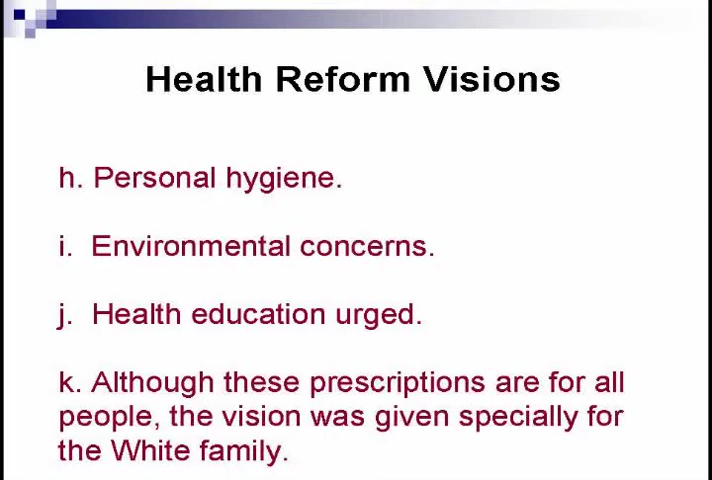 Health Reform Visions
h. Personal hygiene.
i. Environmental concerns.
j. Health education urged.
k. Although these prescriptions are for all
people, the vision was given specially for
the White family.